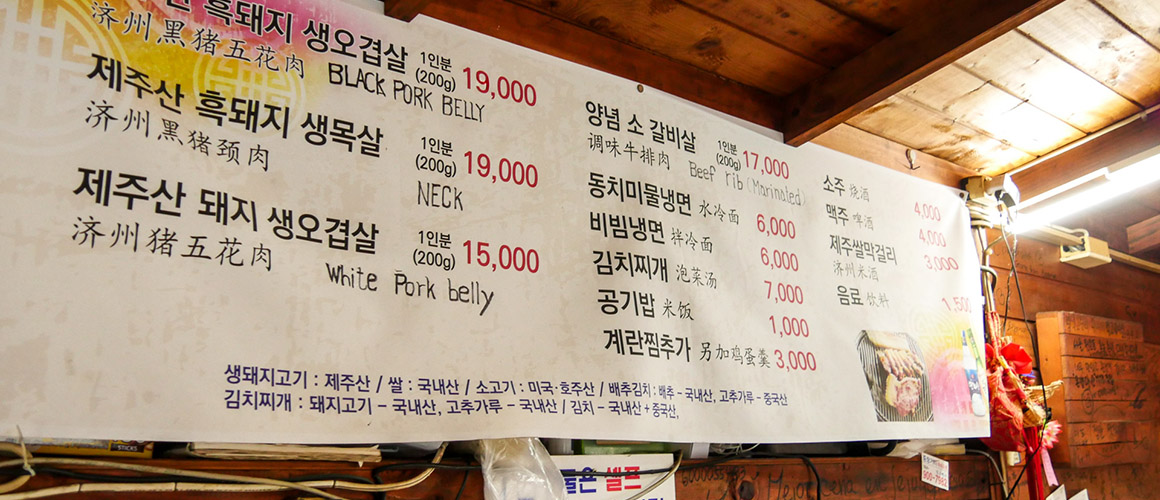 흑돼지 생오겹살 1인분 (200g) 19,000
济州黑猪五花肉 BLACK PORK BELLY
제주산 흑돼지 생목살 1인분 (200g) 19,000
济州黑猪颈肉 NECK
제주산 돼지 생오겹살 1인분 (200g) 15,000
济州猪五花肉 White Pork belly
양념 소 갈비살 1인분 (200g) 17,000
调味牛排肉 Beef rib (Marinated)
동치미물냉면 水冷面 6,000
비빔냉면 拌冷面 6,000
김치찌개 泡菜汤 7,000
공기밥 米饭 1,000
계란찜추가 另加鸡蛋羹 3,000
소주 烧酒 4,000
맥주 啤酒 4,000
제주쌀막걸리 3,000
济州米酒
음료 饮料 1,500
생돼지고기 : 제주산 / 쌀 : 국내산 / 소고기 : 미국·호주산 / 배추김치 : 배추 - 국내산, 고추가루 - 중국산
김치찌개 : 돼지고기 - 국내산, 고추가루 - 국내산 / 김치 - 국내산 + 중국산,
셀프